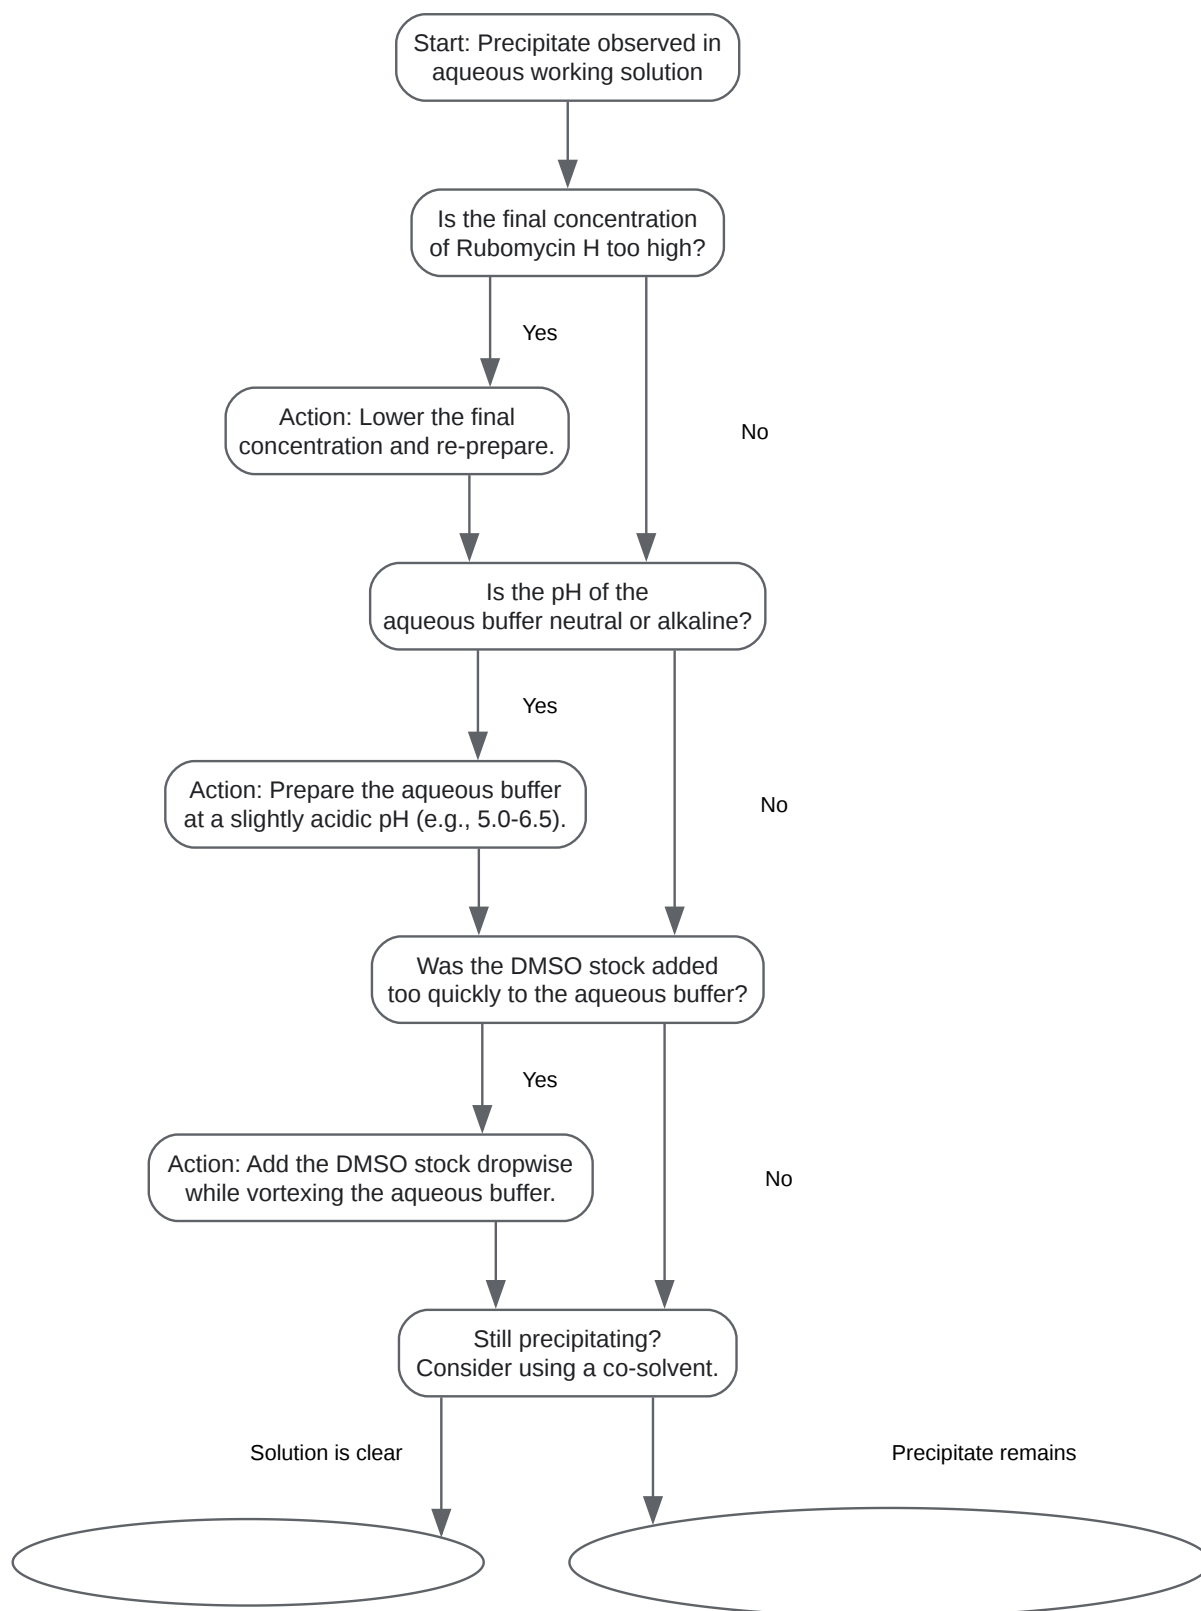 Start: Precipitate observed in
aqueous working solution
Is the final concentration
of Rubomycin H too high?
Yes
Action: Lower the final
concentration and re-prepare.
No
Is the pH of the
aqueous buffer neutral or alkaline?
Yes
Action: Prepare the aqueous buffer
at a slightly acidic pH (e.g., 5.0-6.5).
No
Was the DMSO stock added
too quickly to the aqueous buffer?
Yes
Action: Add the DMSO stock dropwise
while vortexing the aqueous buffer.
No
Still precipitating?
Consider using a co-solvent.
Solution is clear
Precipitate remains